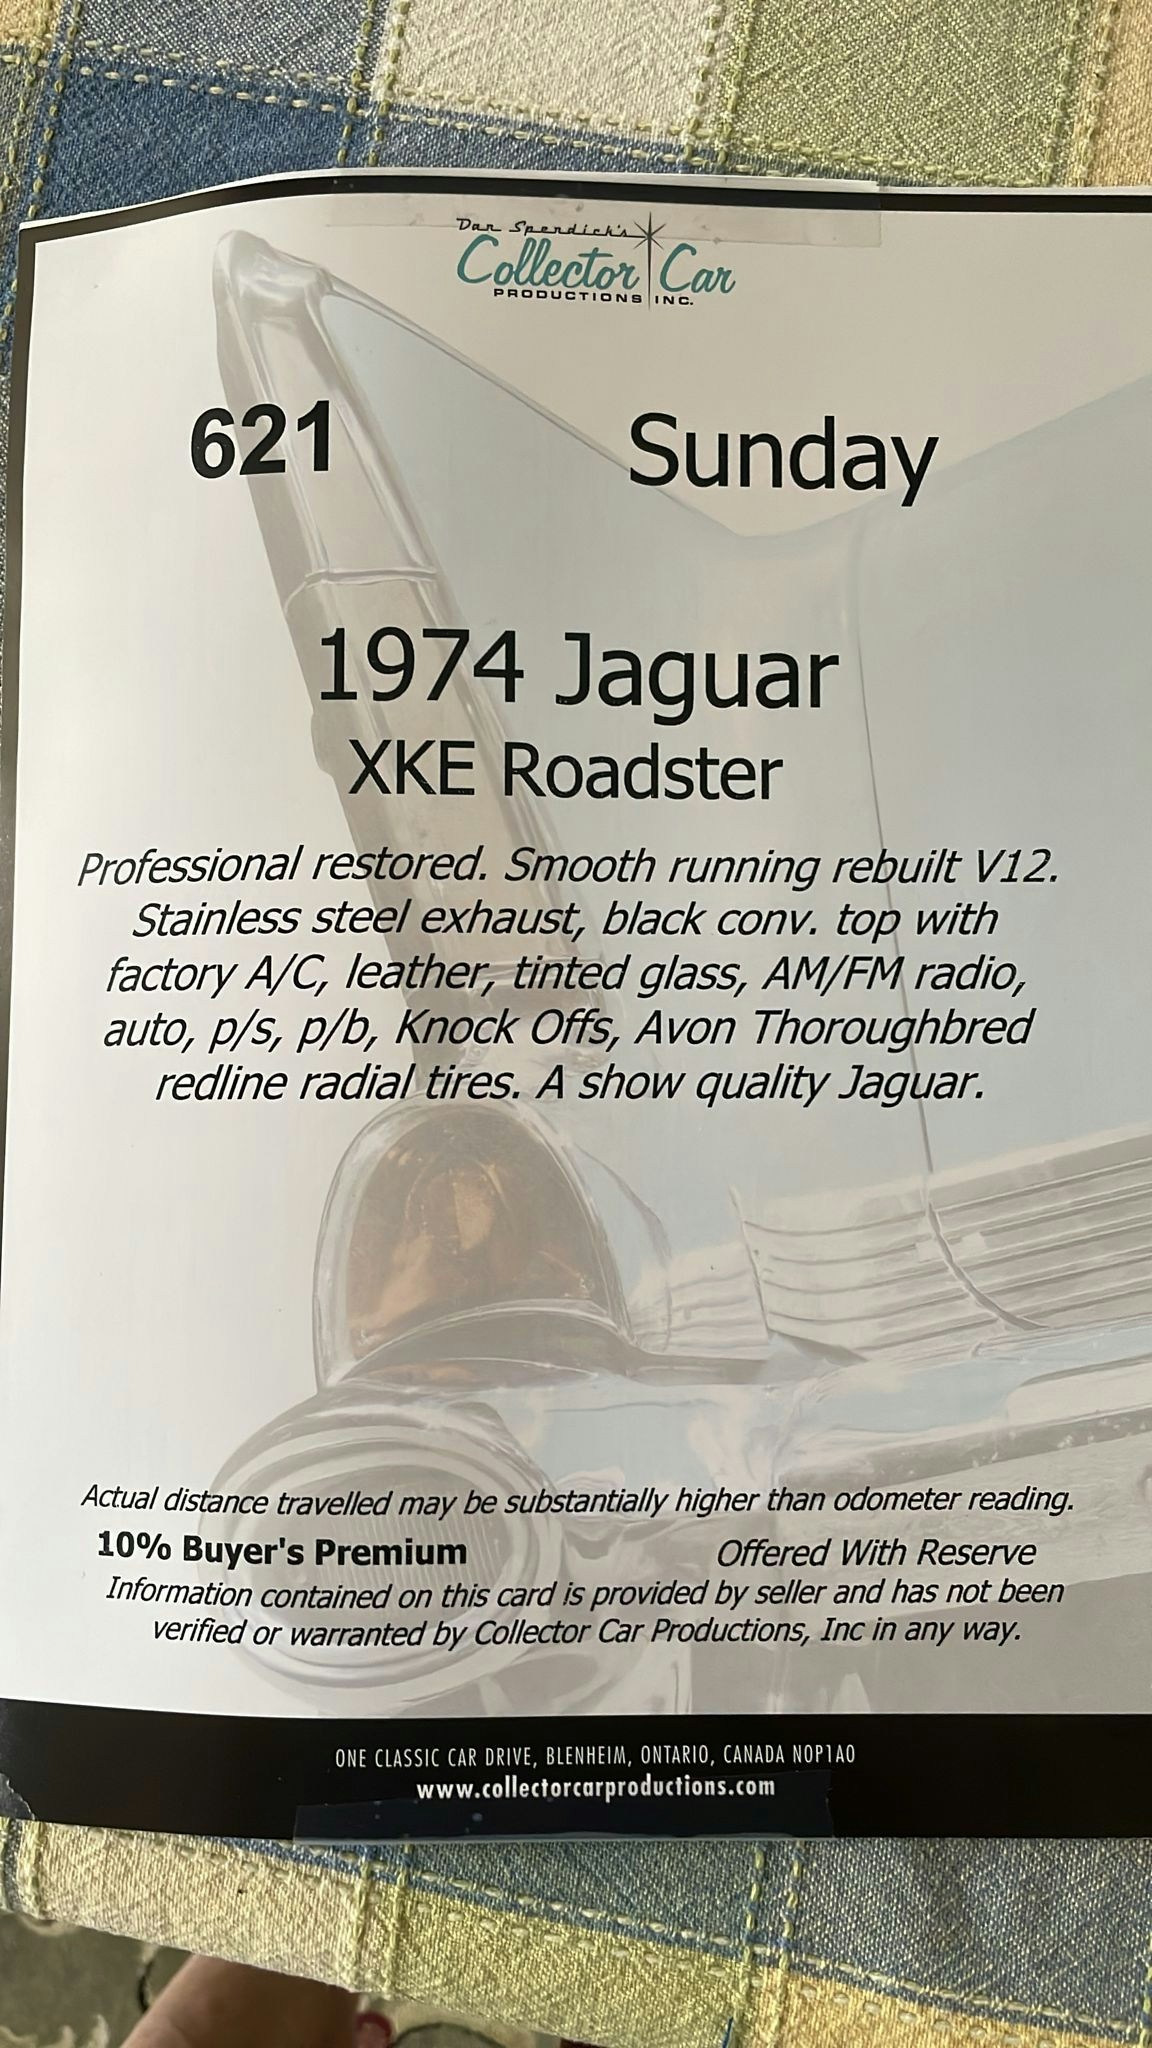 Dan Spendick's
Collector Car
PRODUCTIONS INC.
621 Sunday
1974 Jaguar
XKE Roadster
Professional restored. Smooth running rebuilt V12.
Stainless steel exhaust, black conv. top with
factory A/C, leather, tinted glass, AM/FM radio,
auto, p/s, p/b, Knock Offs, Avon Thoroughbred
redline radial tires. A show quality Jaguar.
Actual distance travelled may be substantially higher than odometer reading.
10% Buyer's Premium Offered With Reserve
Information contained on this card is provided by seller and has not been
verified or warranted by Collector Car Productions, Inc in any way.
ONE CLASSIC CAR DRIVE, BLENHEIM, ONTARIO, CANADA N0P1A0
www.collectorcarproductions.com